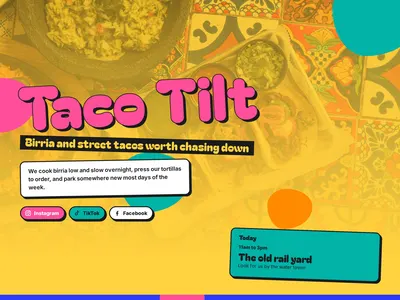 Taco Tilt
Birria and street tacos worth chasing down
We cook birria low and slow overnight, press our tortillas
to order, and park somewhere new most days of the
week.
Instagram
TikTok
Facebook
Today
11am to 3pm
The old rail yard
Look for us by the water tower